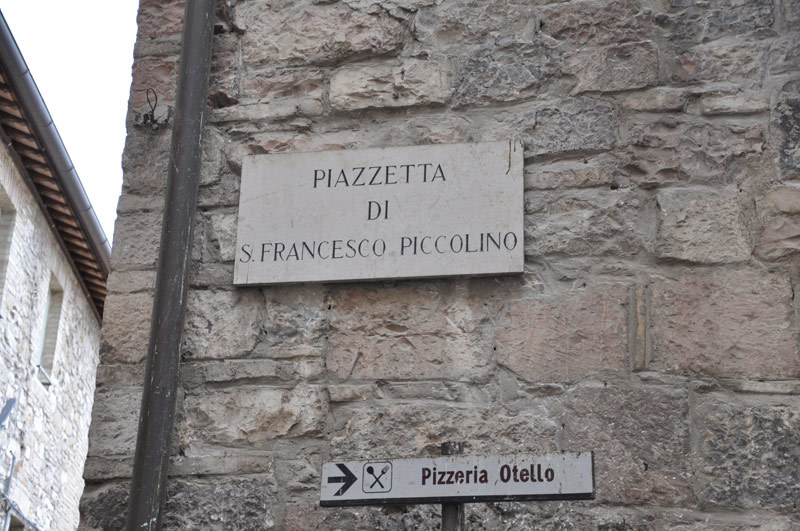 PIAZZETTA
DI
S. FRANCESCO PICCOLINO
Pizzeria Otello